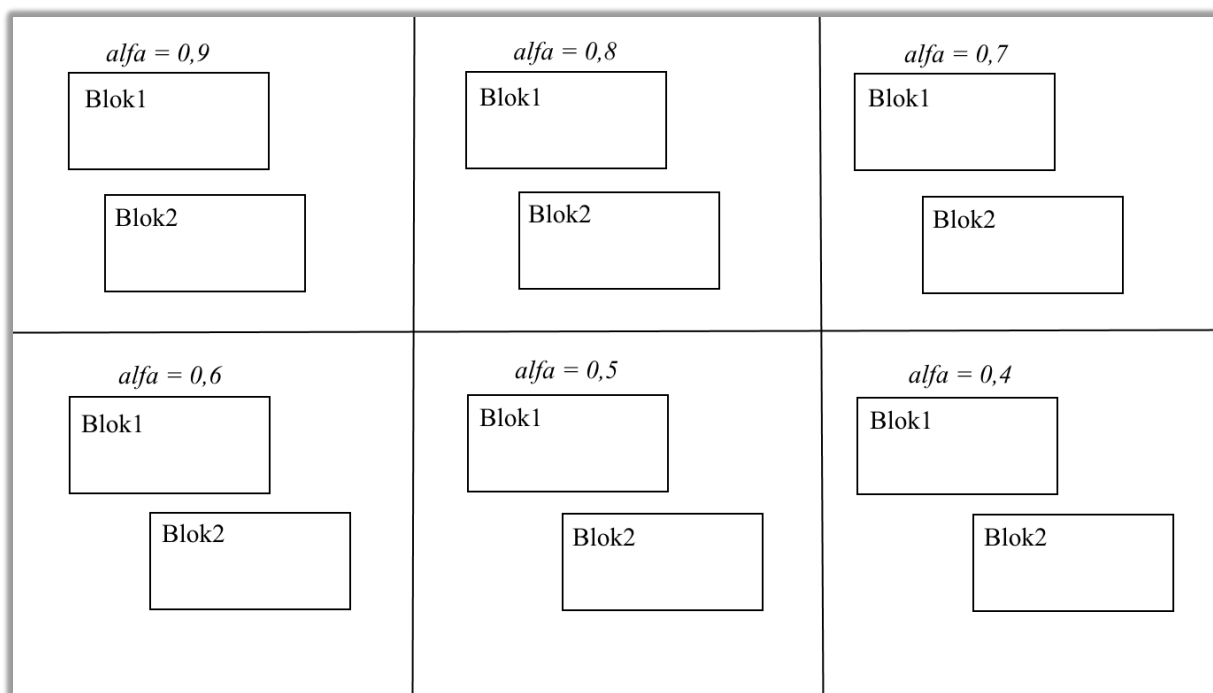 alfa = 0,9
Blok1
Blok2
alfa = 0,8
Blok1
Blok2
alfa = 0,7
Blok1
Blok2
alfa = 0,6
Blok1
Blok2
alfa = 0,5
Blok1
Blok2
alfa = 0,4
Blok1
Blok2